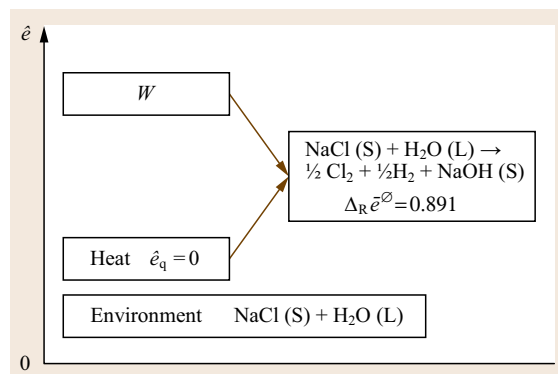 ê
W
NaCl (S) + H₂O (L) →
½ Cl₂ + ½H₂ + NaOH (S)
Δ_R ē^∅ = 0.891
Heat ê_q = 0
Environment NaCl (S) + H₂O (L)
0